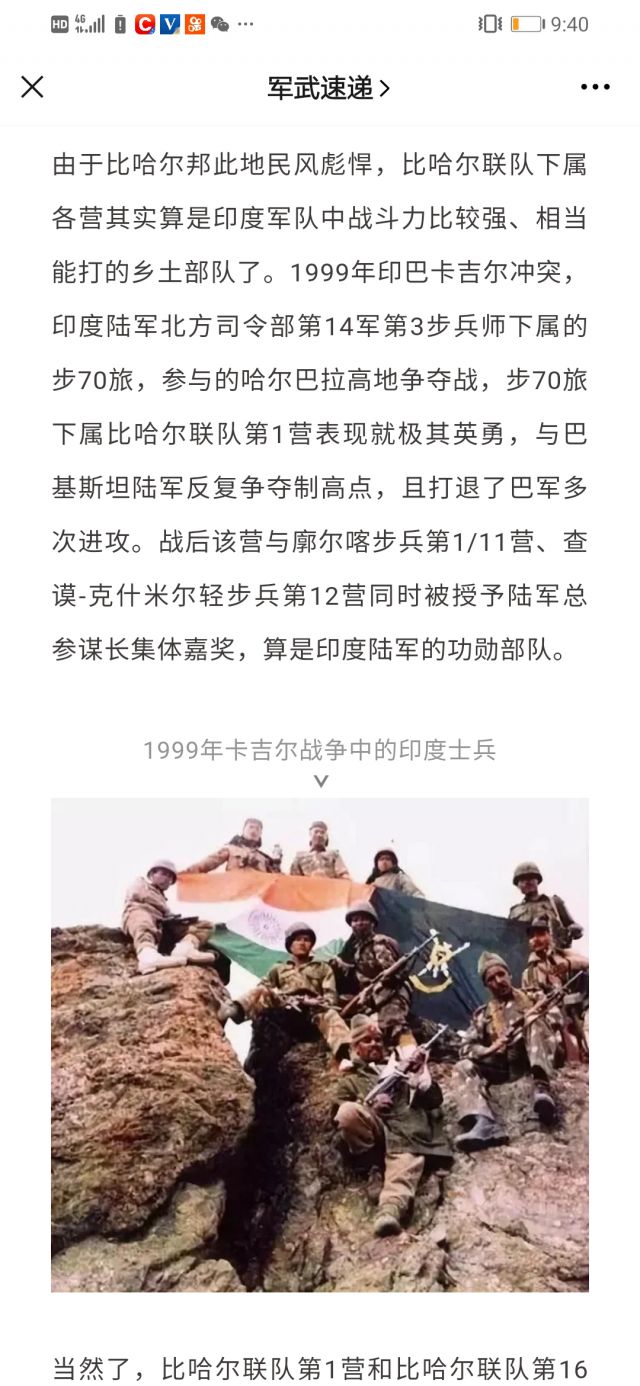 HD 4G C V 9:40
军武速递
由于比哈尔邦此地民风彪悍，比哈尔联队下属
各营其实算是印度军队中战斗力比较强、相当
能打的乡土部队了。1999年印巴卡吉尔冲突，
印度陆军北方司令部第14军第3步兵师下属的
步70旅，参与的哈尔巴拉高地争夺战，步70旅
下属比哈尔联队第1营表现就极其英勇，与巴
基斯坦陆军反复争夺制高点，且打退了巴军多
次进攻。战后该营与廓尔喀步兵第1/11营、查
谟-克什米尔轻步兵第12营同时被授予陆军总
参谋长集体嘉奖，算是印度陆军的功勋部队。
1999年卡吉尔战争中的印度士兵
当然了，比哈尔联队第1营和比哈尔联队第16